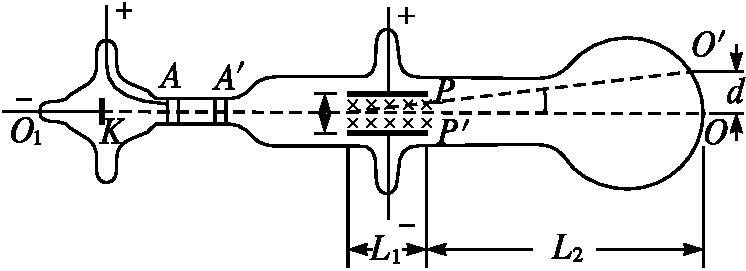 + +
− A A′ P O′
d
O₁ K P′ O
−
L₁ L₂